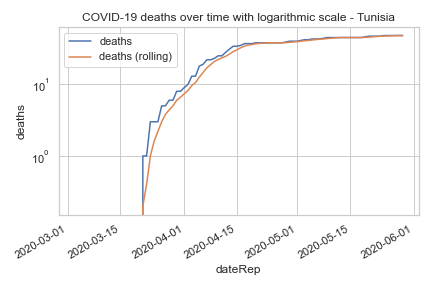 COVID-19 deaths over time with logarithmic scale - Tunisia
deaths
deaths (rolling)
10¹
10⁰
deaths
2020-03-01
2020-03-15
2020-04-01
2020-04-15
2020-05-01
2020-05-15
2020-06-01
dateRep